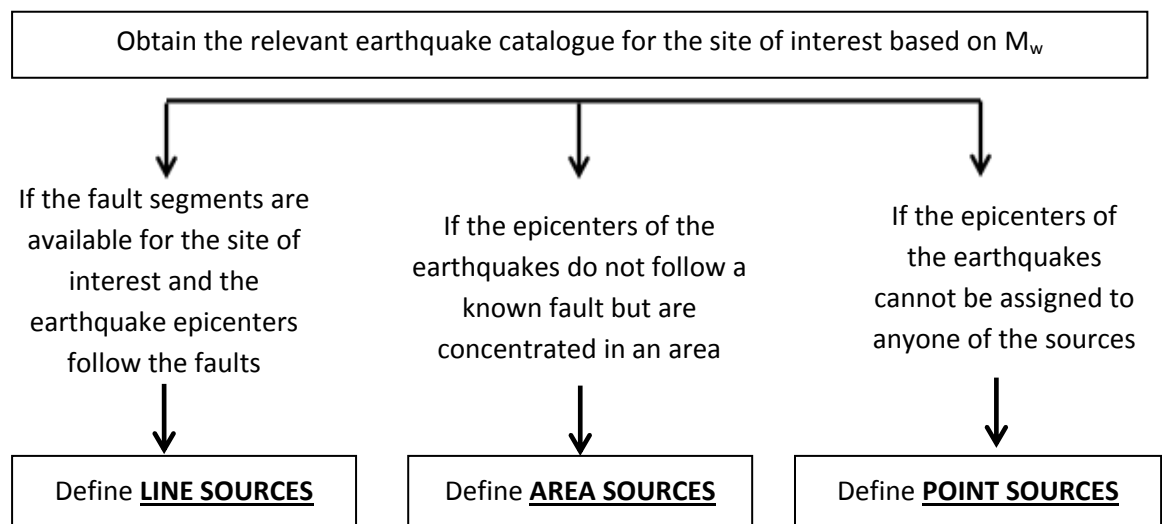 Obtain the relevant earthquake catalogue for the site of interest based on Mw
If the fault segments are
available for the site of
interest and the
earthquake epicenters
follow the faults
If the epicenters of the
earthquakes do not follow a
known fault but are
concentrated in an area
If the epicenters of
the earthquakes
cannot be assigned to
anyone of the sources
Define LINE SOURCES
Define AREA SOURCES
Define POINT SOURCES